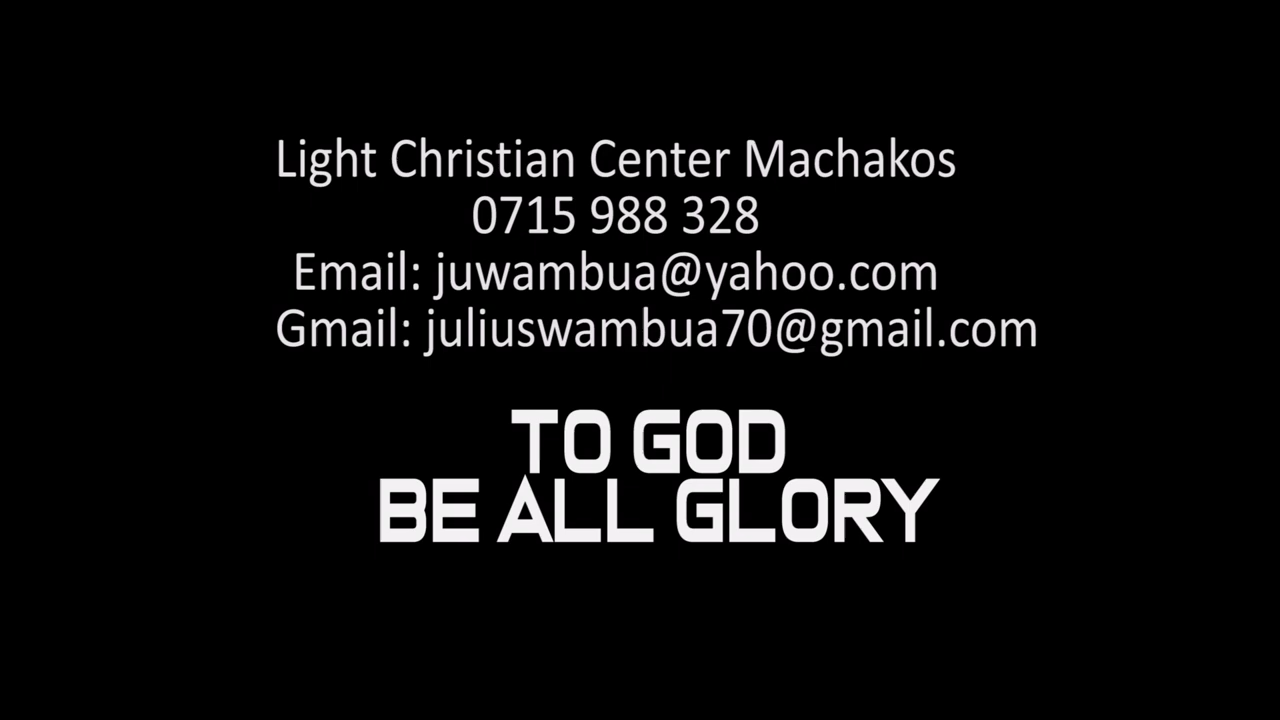 Light Christian Center Machakos
0715 988 328
Email: juwambua@yahoo.com
Gmail: juliuswambua70@gmail.com
TO GOD
BE ALL GLORY